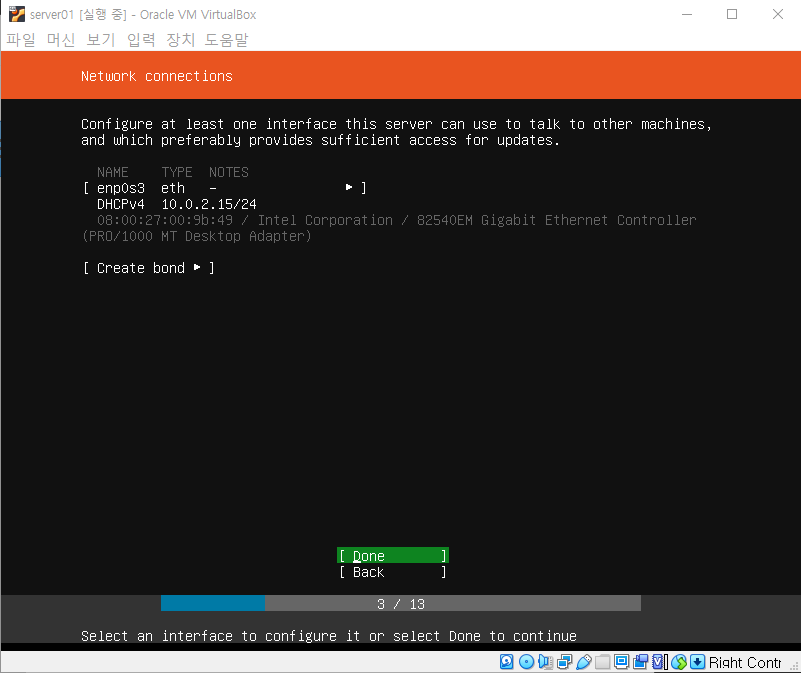 server01 [실행 중] - Oracle VM VirtualBox
파일 머신 보기 입력 장치 도움말
Network connections
Configure at least one interface this server can use to talk to other machines,
and which preferably provides sufficient access for updates.
NAME TYPE NOTES
[ enp0s3 eth - ▸ ]
DHCPv4 10.0.2.15/24
08:00:27:00:9b:49 / Intel Corporation / 82540EM Gigabit Ethernet Controller
(PRO/1000 MT Desktop Adapter)
[ Create bond ▸ ]
[ Done ]
[ Back ]
3 / 13
Select an interface to configure it or select Done to continue
Right Contr